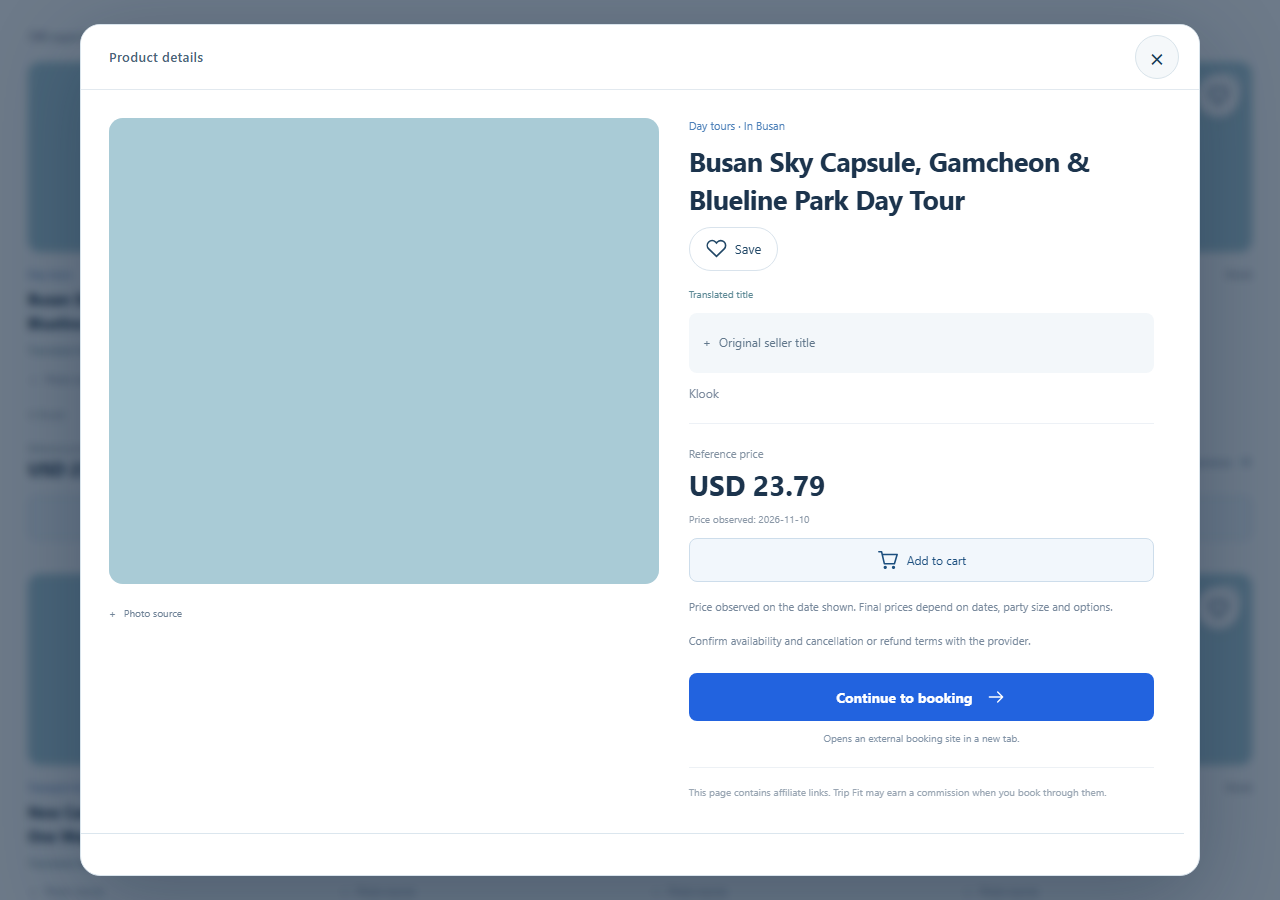 Product details
Day tours · In Busan
Busan Sky Capsule, Gamcheon &
Blueline Park Day Tour
Save
Translated title
+ Original seller title
Klook
Reference price
USD 23.79
Price observed: 2026-11-10
Add to cart
+ Photo source
Price observed on the date shown. Final prices depend on dates, party size and options.
Confirm availability and cancellation or refund terms with the provider.
Continue to booking →
Opens an external booking site in a new tab.
This page contains affiliate links. Trip Fit may earn a commission when you book through them.